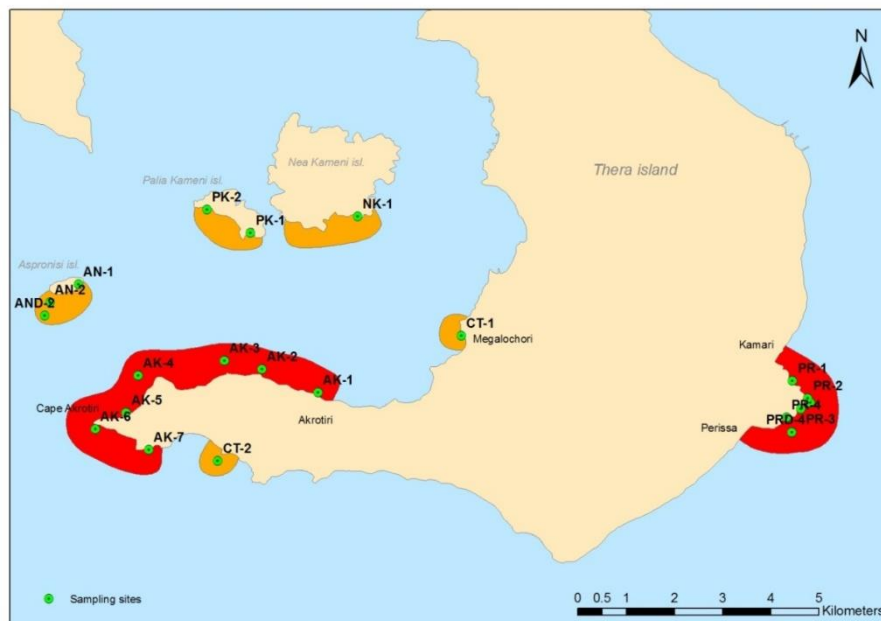 N
Thera island
Nea Kameni isl.
Palia Kameni isl.
PK-2
NK-1
PK-1
Aspronisi isl.
AN-1
AN-2
AND-2
CT-1
Megalochori
Kamari
AK-3
AK-4
AK-2
PR-1
AK-1
PR-2
Cape Akrotiri
AK-5
PR-4
AK-6
Akrotiri
PRD-4
PR-3
Perissa
AK-7
CT-2
Sampling sites
0 0.5 1 2 3 4 5
Kilometers